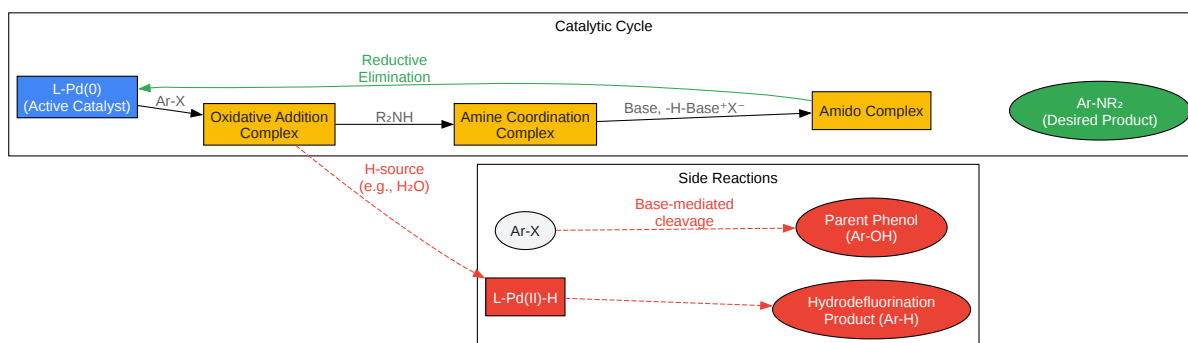 Catalytic Cycle
Reductive
Elimination
L-Pd(0)
(Active Catalyst)
Ar-X
Oxidative Addition
Complex
R₂NH
Amine Coordination
Complex
Base, -H-Base⁺X⁻
Amido Complex
Ar-NR₂
(Desired Product)
H-source
(e.g., H₂O)
Side Reactions
Ar-X
Base-mediated
cleavage
Parent Phenol
(Ar-OH)
L-Pd(II)-H
Hydrodefluorination
Product (Ar-H)